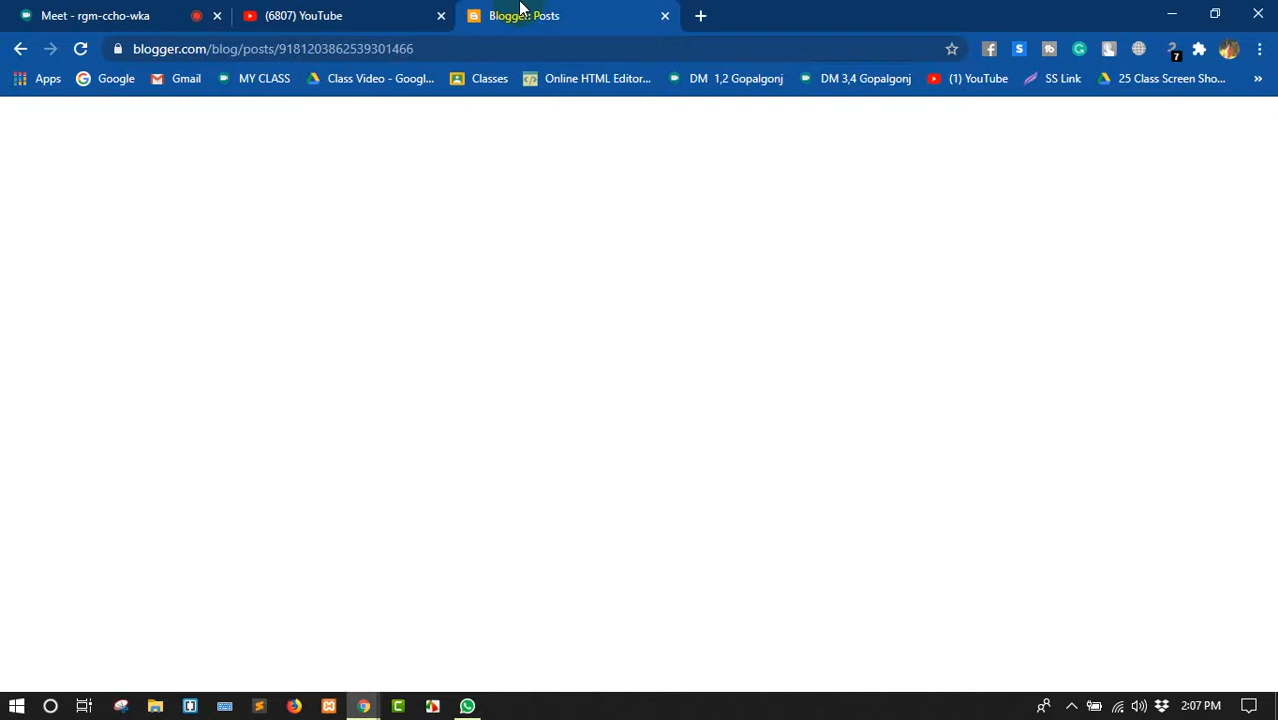 Meet - rgm-ccho-wka
(6807) YouTube
Blogger: Posts
blogger.com/blog/posts/9181203862539301466
7
Apps
Google
Gmail
MY CLASS
Class Video - Googl...
Classes
Online HTML Editor...
DM 1,2 Gopalgonj
DM 3,4 Gopalgonj
(1) YouTube
SS Link
25 Class Screen Sho...
»
2:07 PM